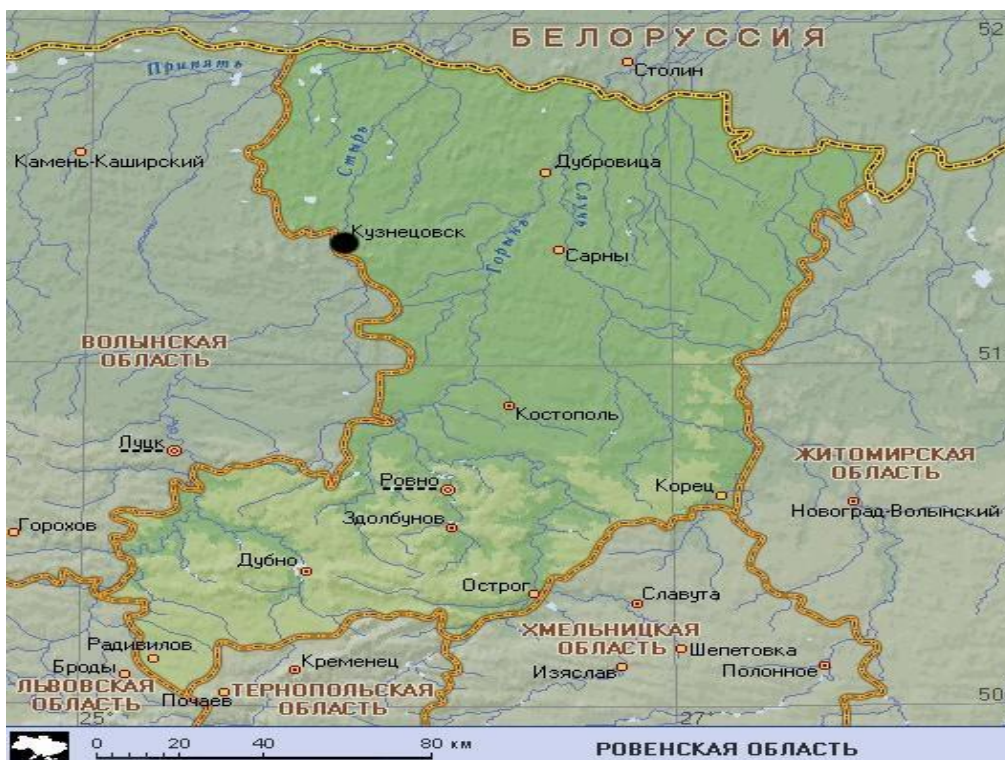 БЕЛОРУССИЯ
52
Припять
Столин
Камень-Каширский
Стырь
Дубровица
Случь
Горынь
Кузнецовск
Сарны
ВОЛЫНСКАЯ
ОБЛАСТЬ
51
Костополь
Луцк
ЖИТОМИРСКАЯ
ОБЛАСТЬ
Ровно
Корец
Новоград-Волынский
Горохов
Здолбунов
Дубно
Острог
Славута
ХМЕЛЬНИЦКАЯ
ОБЛАСТЬ
Радивилов
Шепетовка
Броды
Кременец
Изяслав
Полонное
ЛЬВОВСКАЯ
ОБЛАСТЬ
Почаев
ТЕРНОПОЛЬСКАЯ
ОБЛАСТЬ
25°
27°
50
0 20 40 80 км
РОВЕНСКАЯ ОБЛАСТЬ